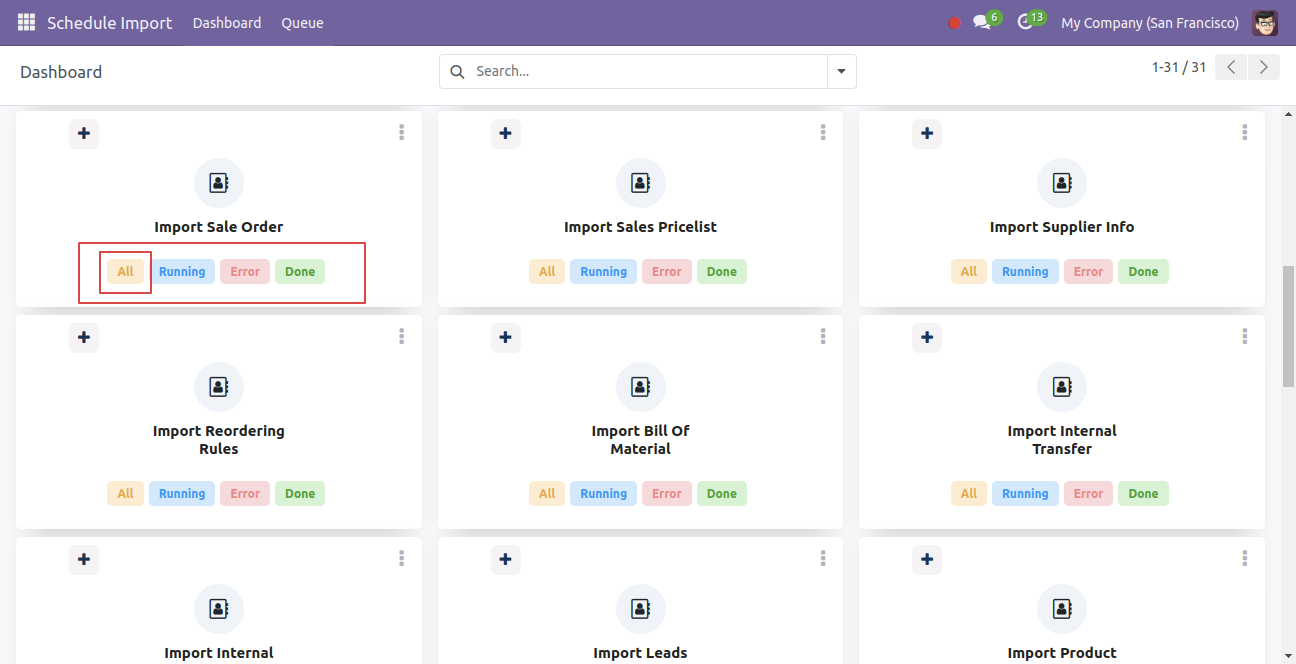 Schedule Import Dashboard Queue 6 13 My Company (San Francisco)
Dashboard Search... 1-31 / 31
Import Sale Order Import Sales Pricelist Import Supplier Info
All Running Error Done All Running Error Done All Running Error Done
Import Reordering Import Bill Of Import Internal
Rules Material Transfer
All Running Error Done All Running Error Done All Running Error Done
Import Internal Import Leads Import Product